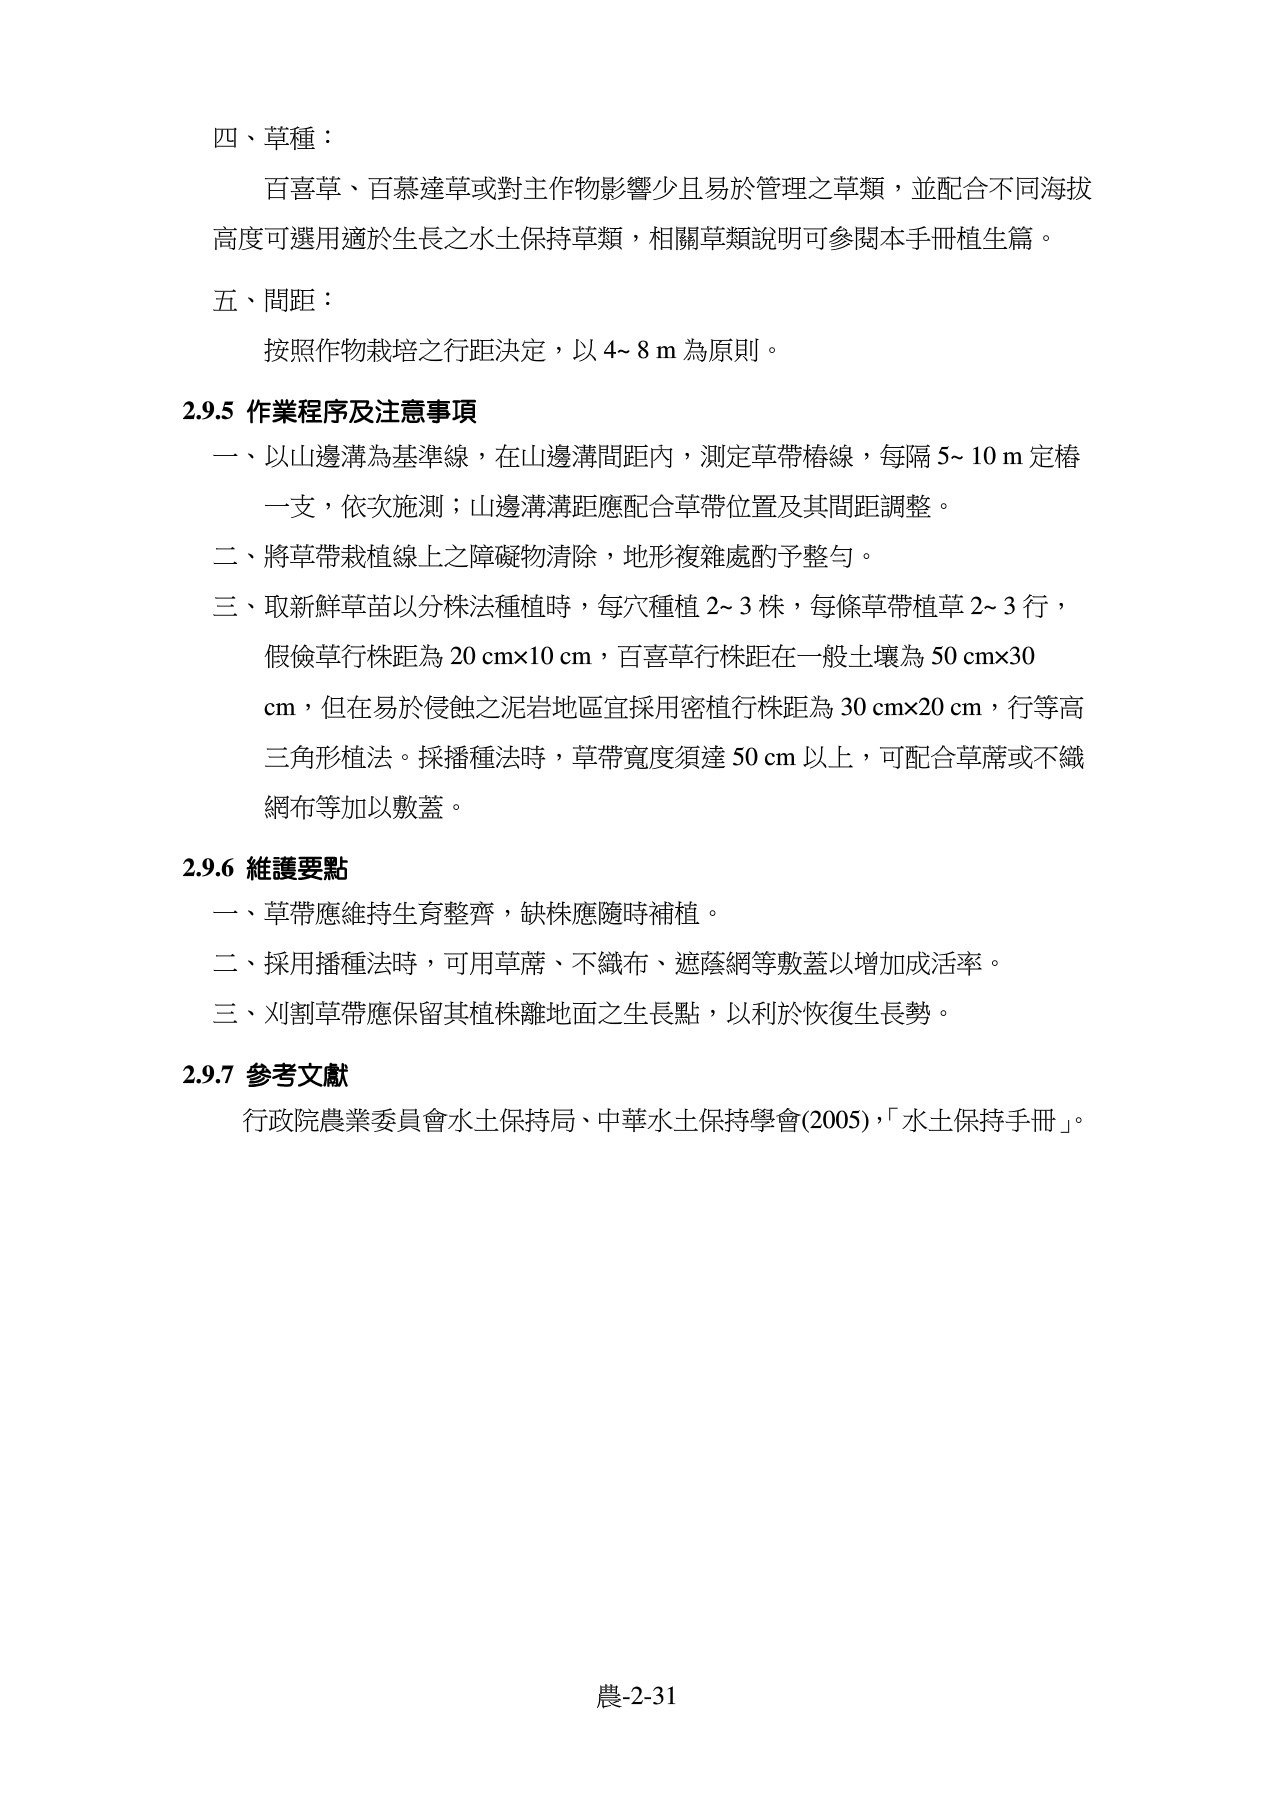 四、草種：
百喜草、百慕達草或對主作物影響少且易於管理之草類，並配合不同海拔
高度可選用適於生長之水土保持草類，相關草類說明可參閱本手冊植生篇。
五、間距：
按照作物栽培之行距決定，以 4~ 8 m 為原則。
2.9.5 作業程序及注意事項
一、以山邊溝為基準線，在山邊溝間距內，測定草帶樁線，每隔 5~ 10 m 定樁
一支，依次施測；山邊溝溝距應配合草帶位置及其間距調整。
二、將草帶栽植線上之障礙物清除，地形複雜處酌予整勻。
三、取新鮮草苗以分株法種植時，每穴種植 2~ 3 株，每條草帶植草 2~ 3 行，
假儉草行株距為 20 cm×10 cm，百喜草行株距在一般土壤為 50 cm×30
cm，但在易於侵蝕之泥岩地區宜採用密植行株距為 30 cm×20 cm，行等高
三角形植法。採播種法時，草帶寬度須達 50 cm 以上，可配合草蓆或不織
網布等加以敷蓋。
2.9.6 維護要點
一、草帶應維持生育整齊，缺株應隨時補植。
二、採用播種法時，可用草蓆、不織布、遮蔭網等敷蓋以增加成活率。
三、刈割草帶應保留其植株離地面之生長點，以利於恢復生長勢。
2.9.7 參考文獻
行政院農業委員會水土保持局、中華水土保持學會(2005)，「水土保持手冊」。
農-2-31